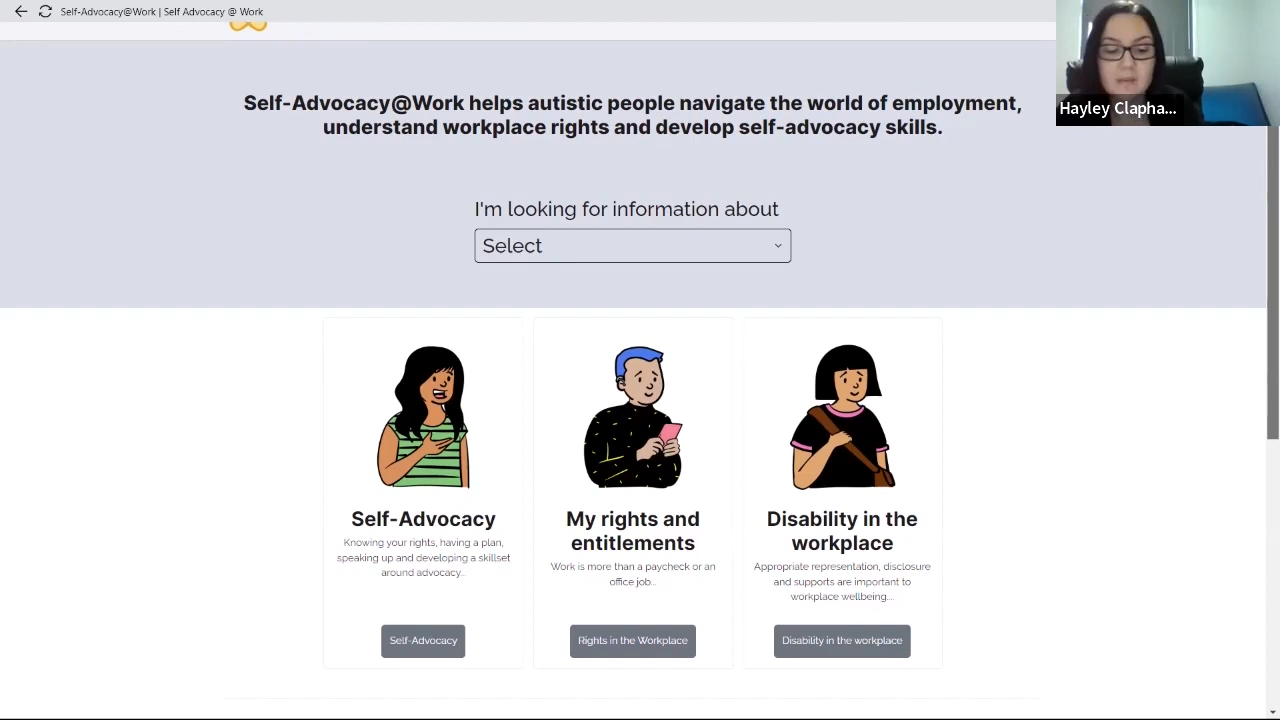 Self-Advocacy@Work | Self Advocacy @ Work
Hayley Clapha...
Self-Advocacy@Work helps autistic people navigate the world of employment,
understand workplace rights and develop self-advocacy skills.
I'm looking for information about
Select
Self-Advocacy
Knowing your rights, having a plan,
speaking up and developing a skillset
around advocacy...
Self-Advocacy
My rights and
entitlements
Work is more than a paycheck or an
office job...
Rights in the Workplace
Disability in the
workplace
Appropriate representation, disclosure
and supports are important to
workplace wellbeing....
Disability in the workplace